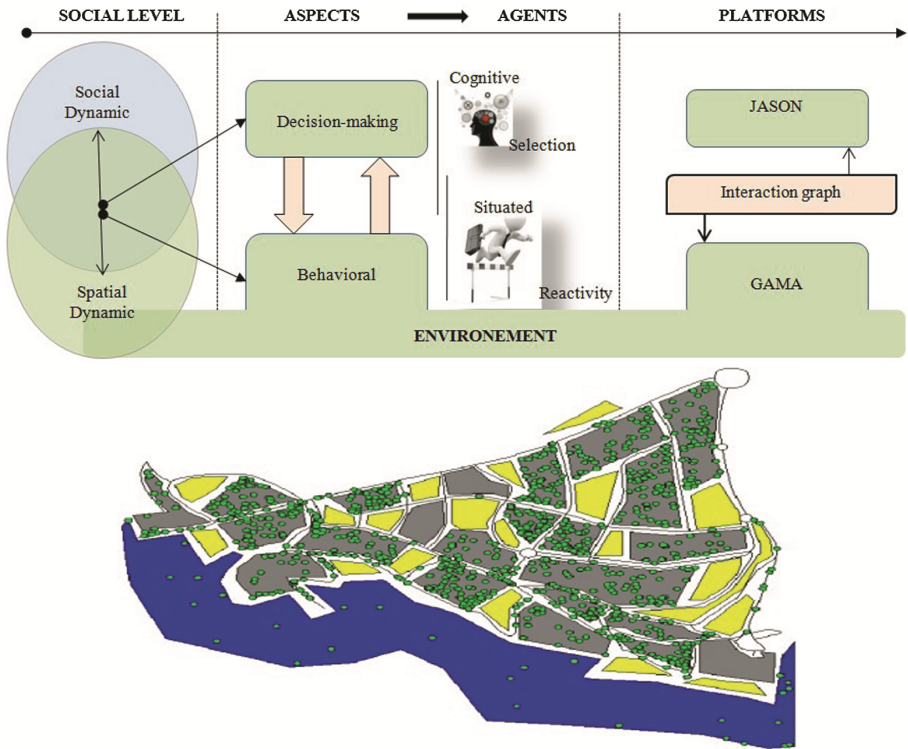 SOCIAL LEVEL
ASPECTS
AGENTS
PLATFORMS
Social
Dynamic
Spatial
Dynamic
Decision-making
Behavioral
Cognitive
Selection
Situated
Reactivity
JASON
Interaction graph
GAMA
ENVIRONEMENT